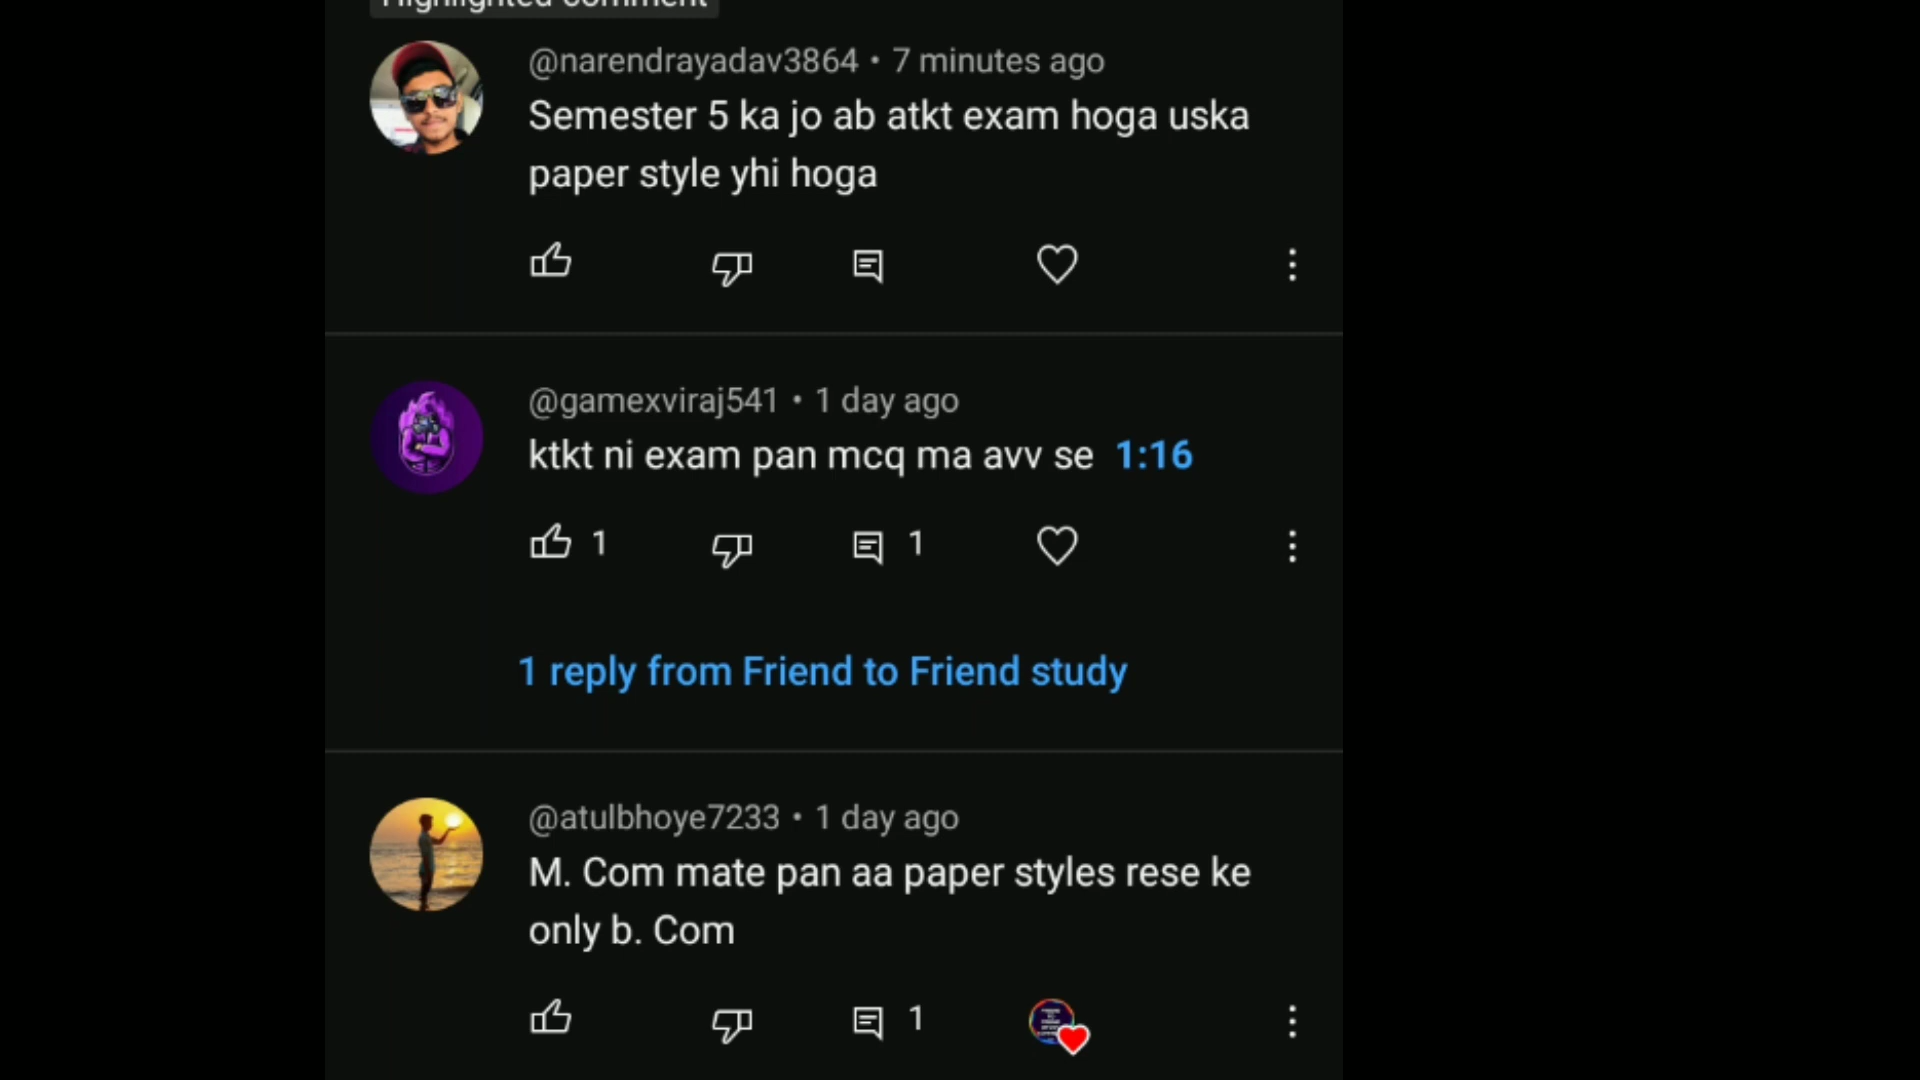 Highlighted comment
@narendrayadav3864 • 7 minutes ago
Semester 5 ka jo ab atkt exam hoga uska
paper style yhi hoga
@gamexviraj541 • 1 day ago
ktkt ni exam pan mcq ma avv se 1:16
1
1
1 reply from Friend to Friend study
@atulbhoye7233 • 1 day ago
M. Com mate pan aa paper styles rese ke
only b. Com
1